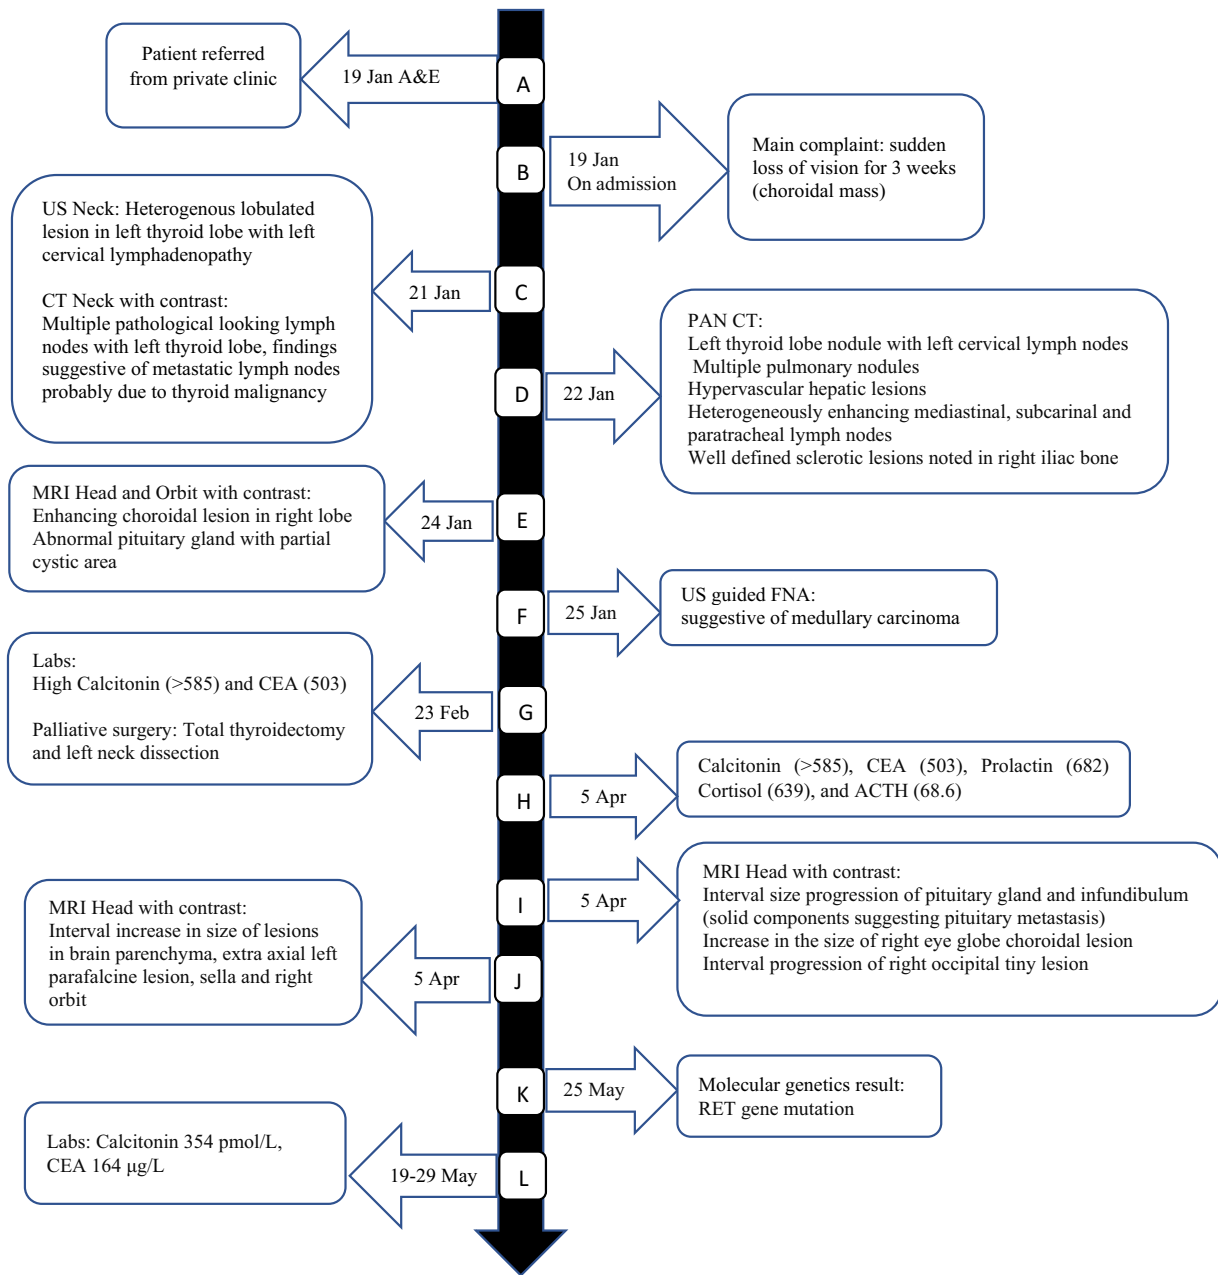 Patient referred
from private clinic
19 Jan A&E
A
B
19 Jan
On admission
Main complaint: sudden
loss of vision for 3 weeks
(choroidal mass)
US Neck: Heterogenous lobulated
lesion in left thyroid lobe with left
cervical lymphadenopathy
CT Neck with contrast:
Multiple pathological looking lymph
nodes with left thyroid lobe, findings
suggestive of metastatic lymph nodes
probably due to thyroid malignancy
21 Jan
C
D
22 Jan
PAN CT:
Left thyroid lobe nodule with left cervical lymph nodes
Multiple pulmonary nodules
Hypervascular hepatic lesions
Heterogeneously enhancing mediastinal, subcarinal and
paratracheal lymph nodes
Well defined sclerotic lesions noted in right iliac bone
MRI Head and Orbit with contrast:
Enhancing choroidal lesion in right lobe
Abnormal pituitary gland with partial
cystic area
24 Jan
E
F
25 Jan
US guided FNA:
suggestive of medullary carcinoma
Labs:
High Calcitonin (>585) and CEA (503)
Palliative surgery: Total thyroidectomy
and left neck dissection
23 Feb
G
H
5 Apr
Calcitonin (>585), CEA (503), Prolactin (682)
Cortisol (639), and ACTH (68.6)
I
5 Apr
MRI Head with contrast:
Interval size progression of pituitary gland and infundibulum
(solid components suggesting pituitary metastasis)
Increase in the size of right eye globe choroidal lesion
Interval progression of right occipital tiny lesion
MRI Head with contrast:
Interval increase in size of lesions
in brain parenchyma, extra axial left
parafalcine lesion, sella and right
orbit
5 Apr
J
K
25 May
Molecular genetics result:
RET gene mutation
Labs: Calcitonin 354 pmol/L,
CEA 164 µg/L
19-29 May
L